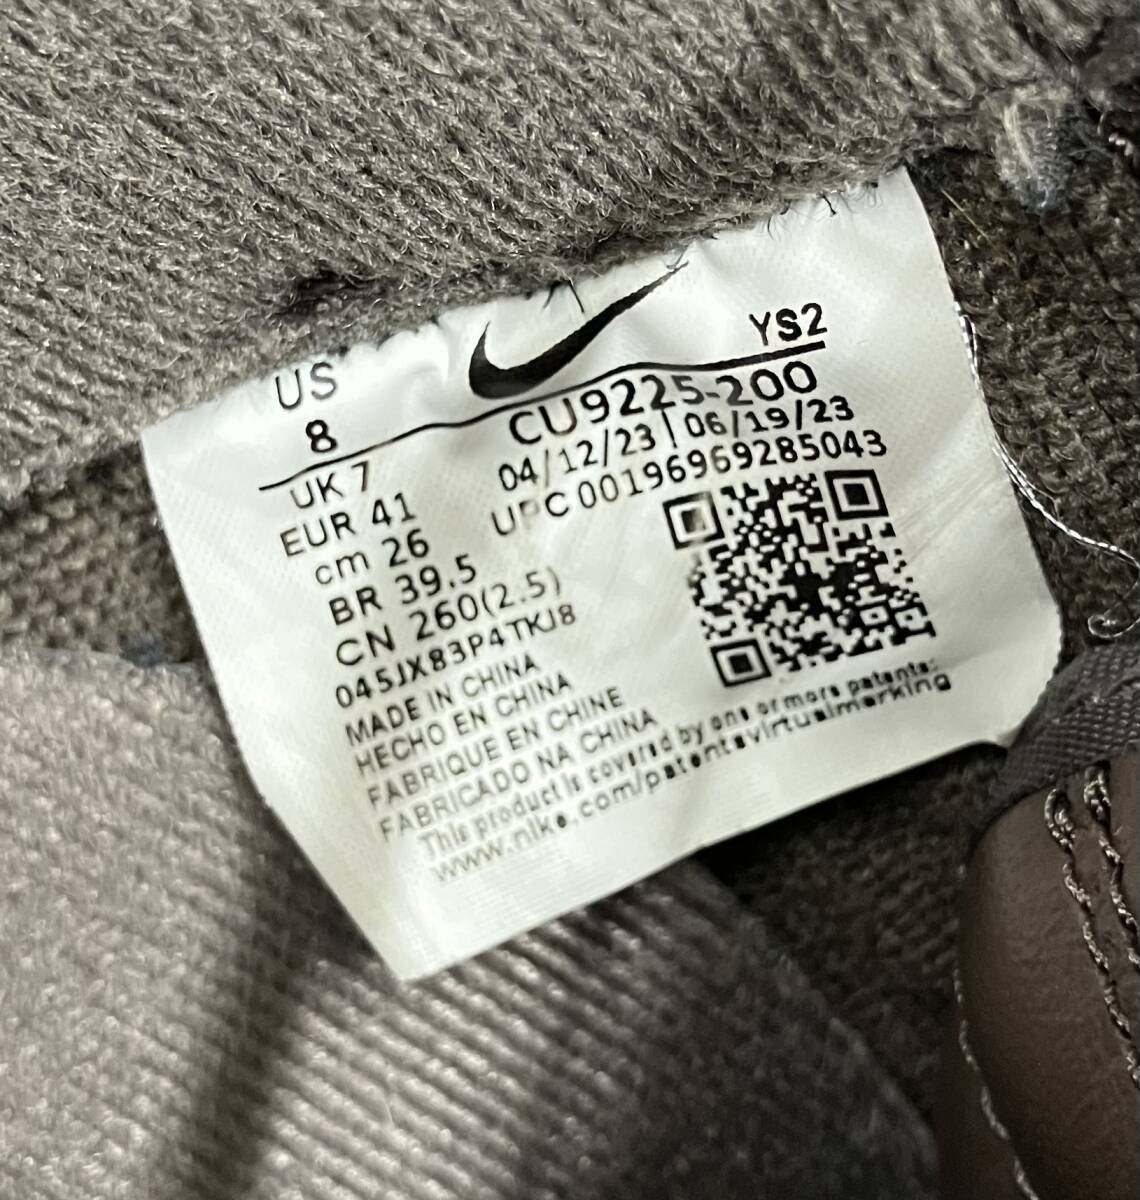 YS2
US
8
CU9225-200
04/12/23 | 06/19/23
UPC 00196969285043
UK 7
EUR 41
cm 26
BR 39.5
CN 260(2.5)
045JX83P4TKJ8
MADE IN CHINA
HECHO EN CHINA
FABRIQUE EN CHINE
FABRICADO NA CHINA
This product is covered by one or more patents:
www.nike.com/patentsvirtualmarking